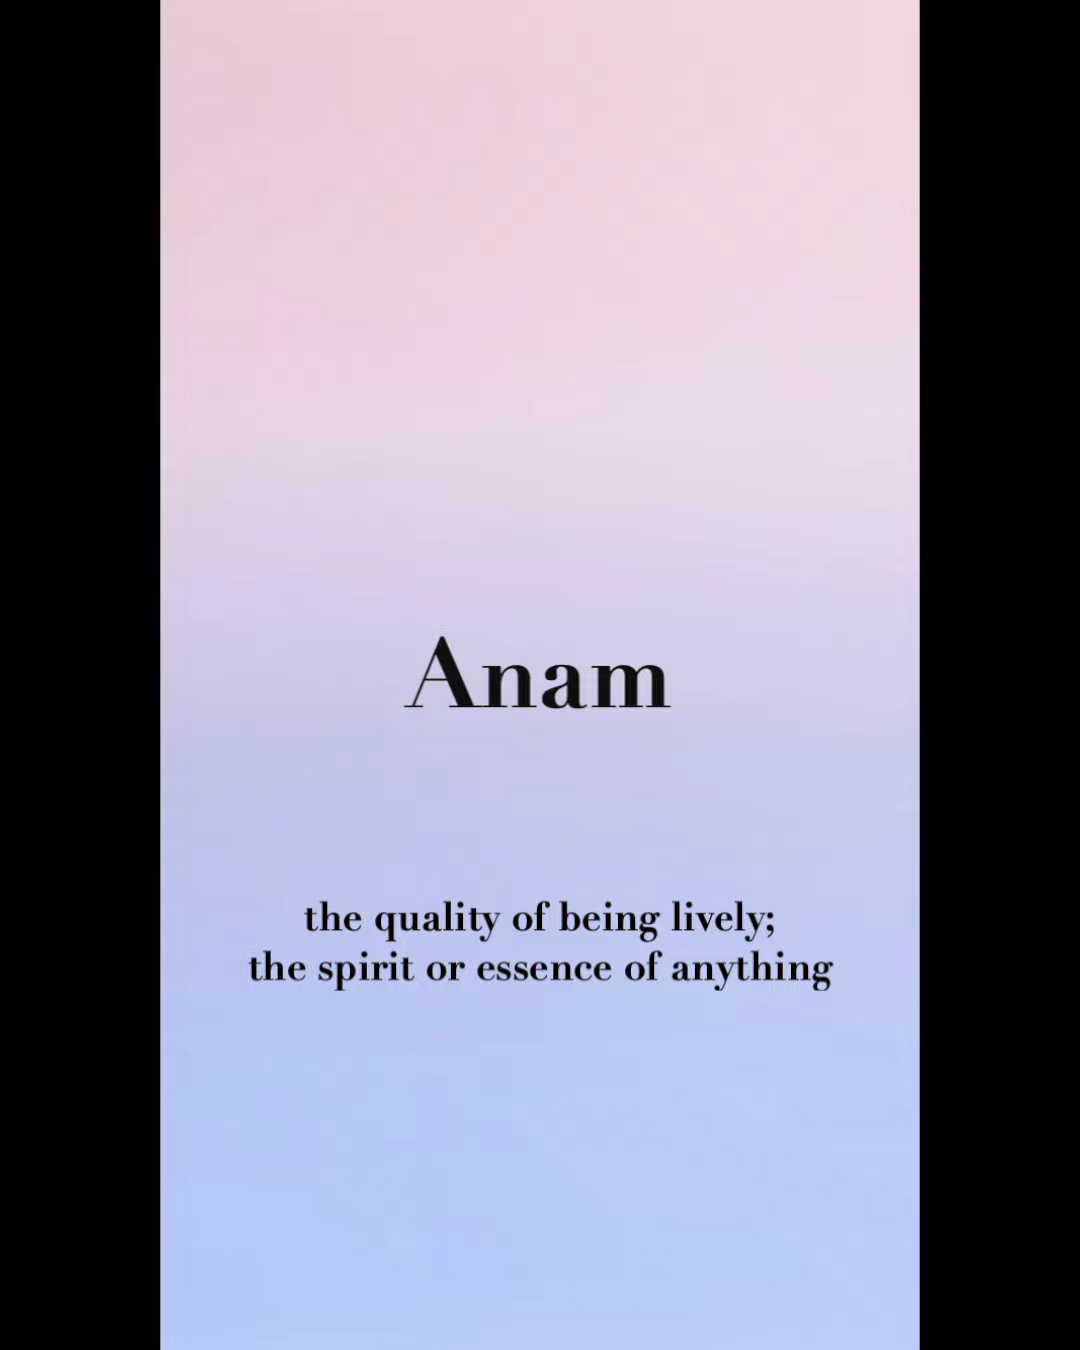 Anam
the quality of being lively;
the spirit or essence of anything